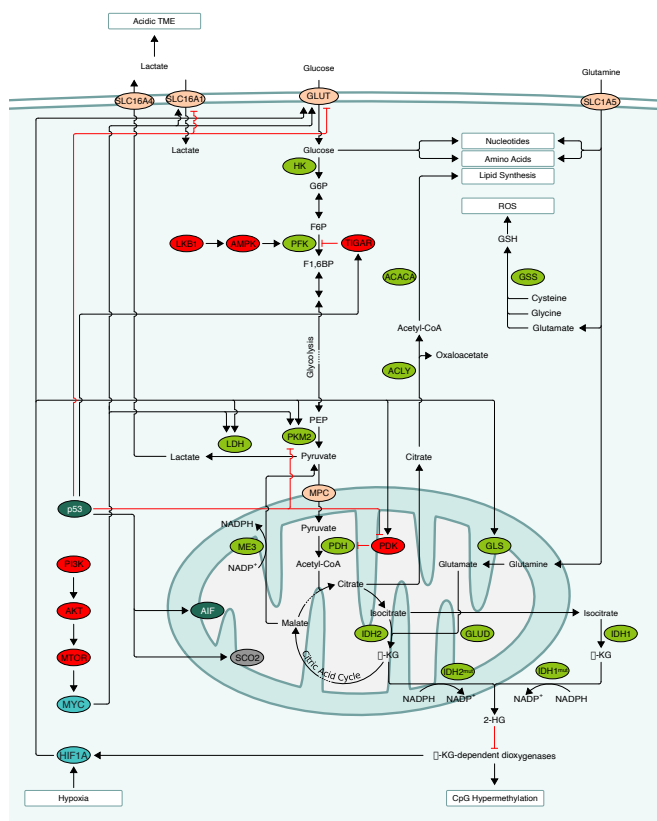 Acidic TME
Lactate
Glucose
Glutamine
SLC16A4
SLC16A1
GLUT
SLC1A5
Lactate
Glucose
Nucleotides
Amino Acids
Lipid Synthesis
HK
G6P
ROS
F6P
GSH
LKB1
AMPK
PFK
TIGAR
F1,6BP
ACACA
GSS
Cysteine
Glycine
Glutamate
Acetyl-CoA
Glycolysis
Oxaloacetate
ACLY
PEP
LDH
PKM2
Lactate
Pyruvate
Citrate
MPC
p53
NADPH
Pyruvate
ME3
PDH
PDK
GLS
PI3K
NADP+
Acetyl-CoA
Glutamate
Glutamine
Citrate
AKT
AIF
Malate
Isocitrate
Isocitrate
IDH2
GLUD
IDH1
MTOR
SCO2
Citric Acid Cycle
▯-KG
▯-KG
IDH2mut
IDH1mut
MYC
NADPH
NADP+
NADP+
NADPH
2-HG
HIF1A
▯-KG-dependent dioxygenases
Hypoxia
CpG Hypermethylation